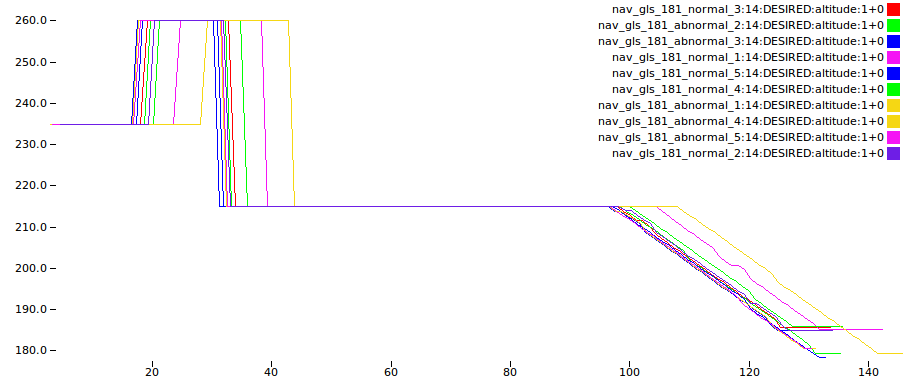 nav_gls_181_normal_3:14:DESIRED:altitude:1+0
nav_gls_181_abnormal_2:14:DESIRED:altitude:1+0
nav_gls_181_abnormal_3:14:DESIRED:altitude:1+0
nav_gls_181_normal_1:14:DESIRED:altitude:1+0
nav_gls_181_normal_5:14:DESIRED:altitude:1+0
nav_gls_181_normal_4:14:DESIRED:altitude:1+0
nav_gls_181_abnormal_1:14:DESIRED:altitude:1+0
nav_gls_181_abnormal_4:14:DESIRED:altitude:1+0
nav_gls_181_abnormal_5:14:DESIRED:altitude:1+0
nav_gls_181_normal_2:14:DESIRED:altitude:1+0
260.0
250.0
240.0
230.0
220.0
210.0
200.0
190.0
180.0
20 40 60 80 100 120 140